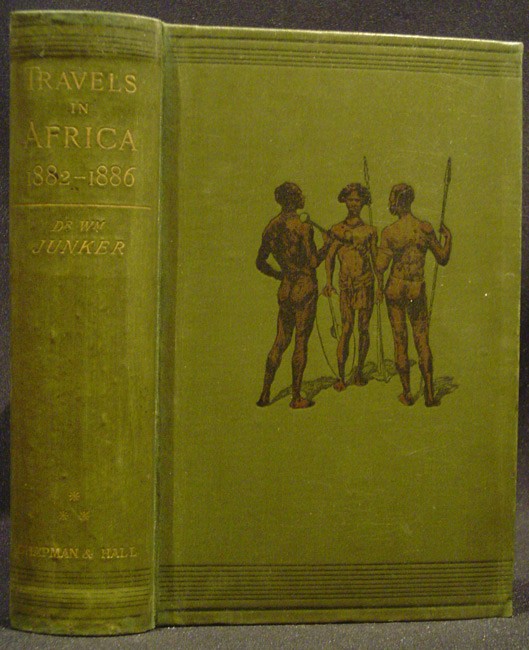 TRAVELS
IN
AFRICA
1882-1886
DR WM
JUNKER
CHAPMAN & HALL